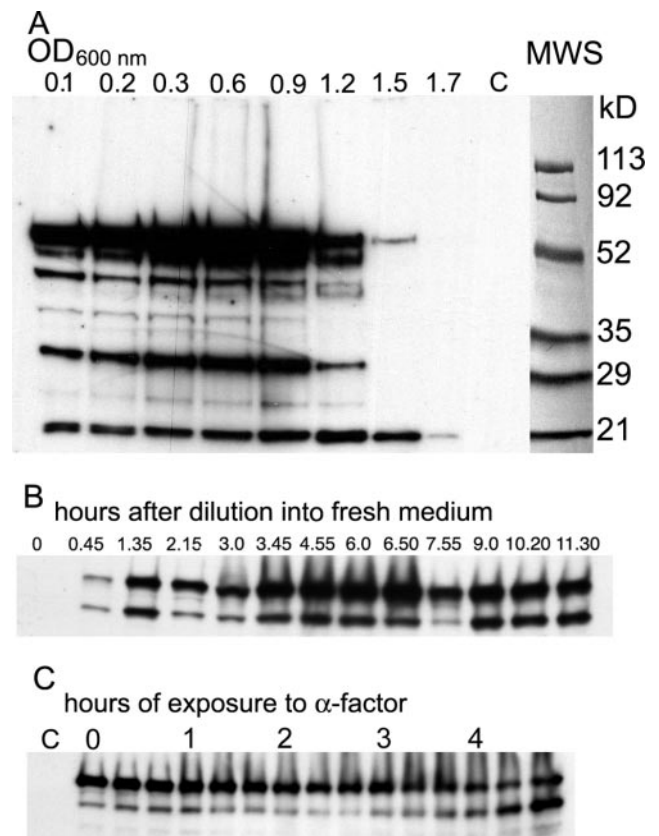 A
OD600 nm
0.1 0.2 0.3 0.6 0.9 1.2 1.5 1.7 C MWS
kD
113
92
52
35
29
21
B hours after dilution into fresh medium
0 0.45 1.35 2.15 3.0 3.45 4.55 6.0 6.50 7.55 9.0 10.20 11.30
C hours of exposure to α-factor
C 0 1 2 3 4